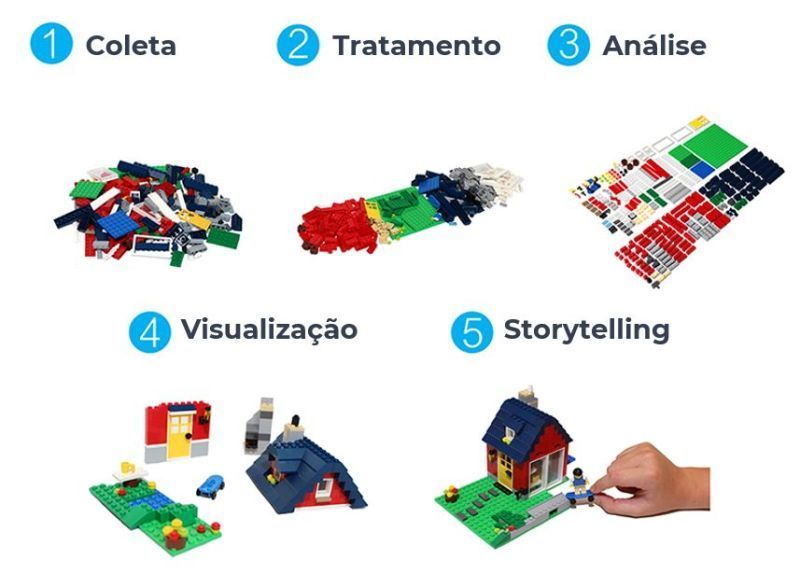 1 Coleta
2 Tratamento
3 Análise
4 Visualização
5 Storytelling